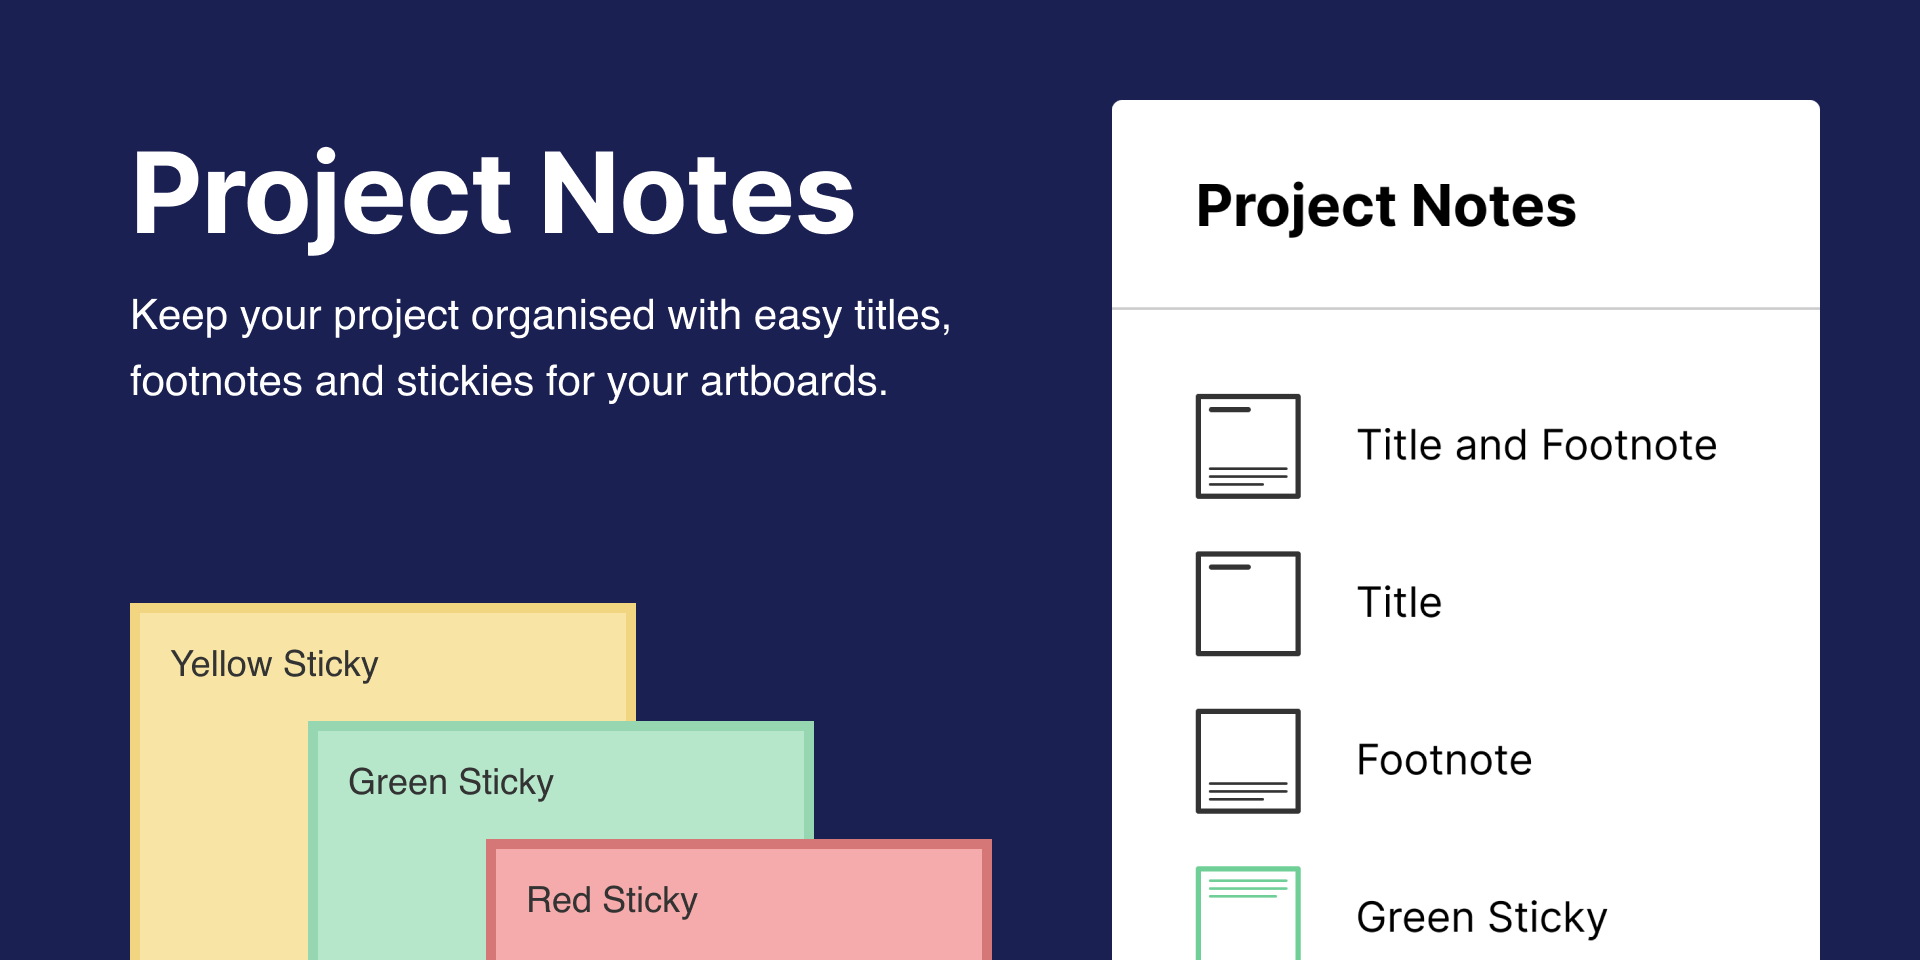 Project Notes
Keep your project organised with easy titles,
footnotes and stickies for your artboards.
Yellow Sticky
Green Sticky
Red Sticky
Project Notes
Title and Footnote
Title
Footnote
Green Sticky